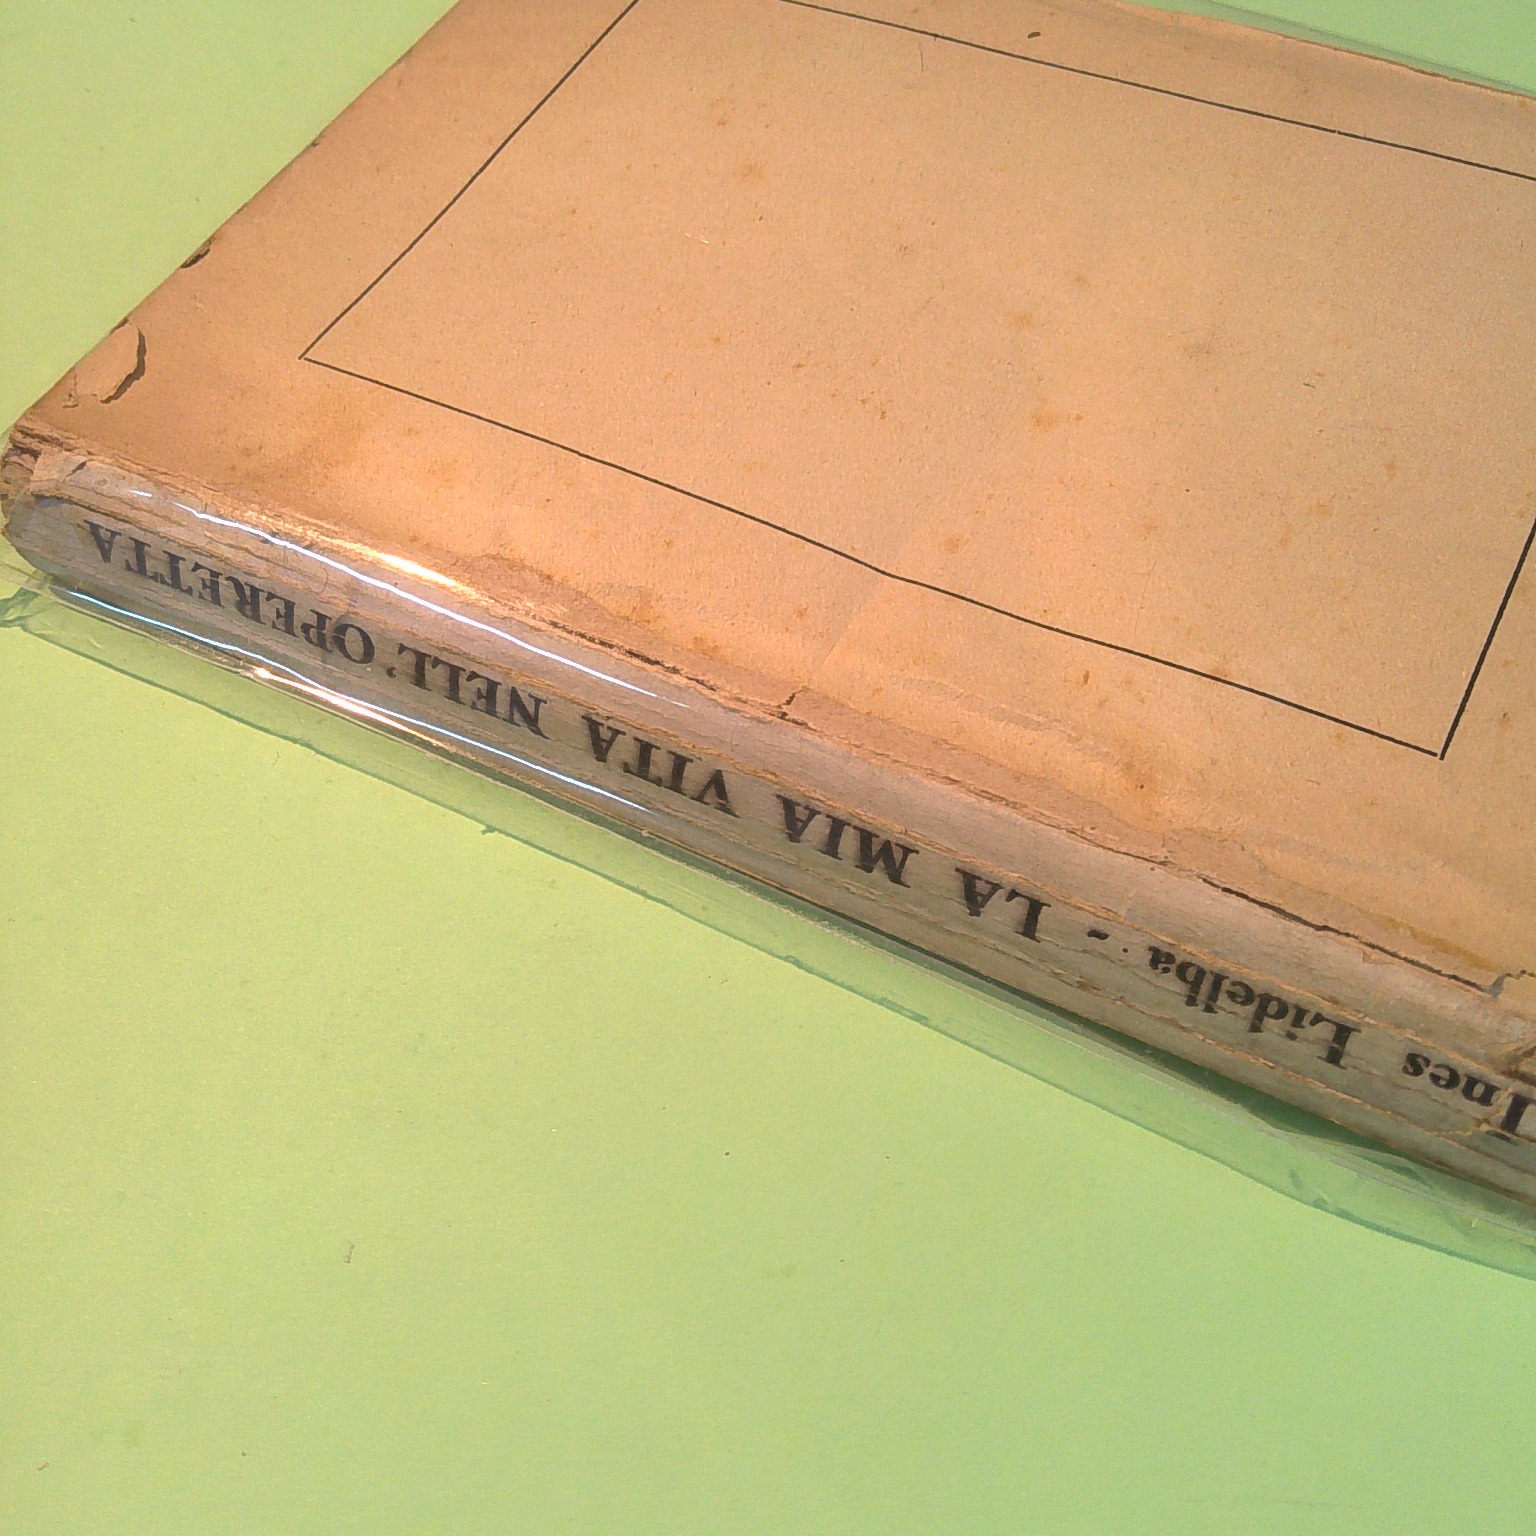 Ines Lidelba - LA MIA VITA NELL'OPERETTA